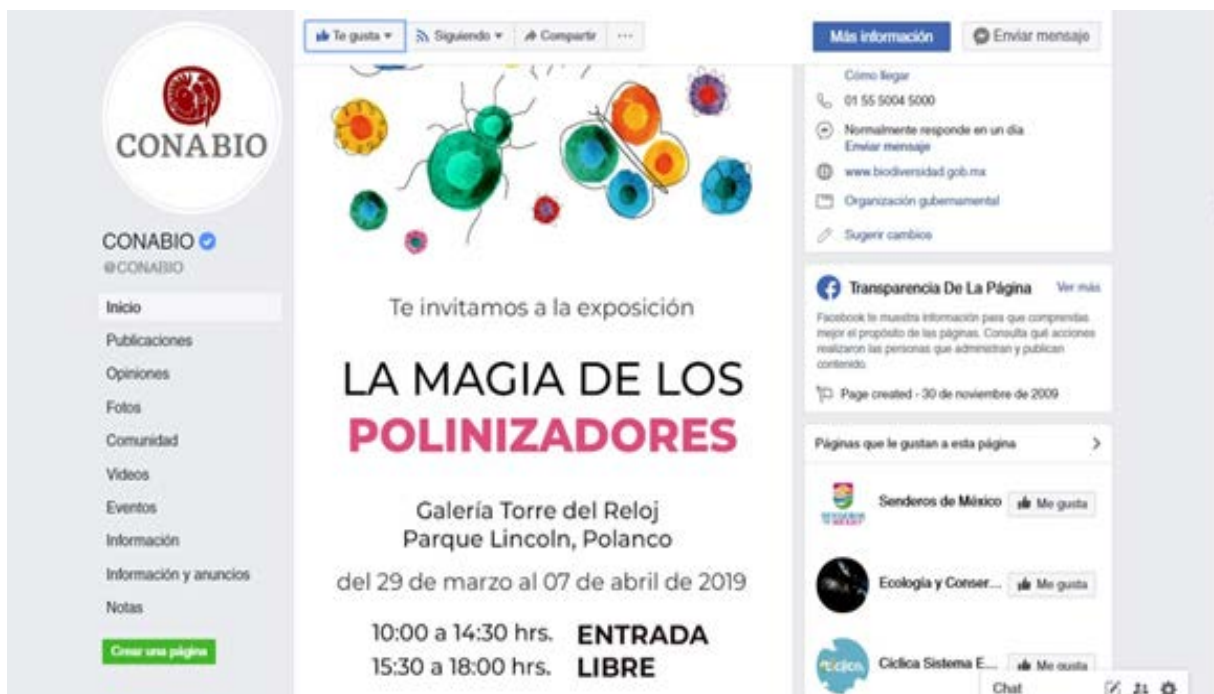 CONABIO
CONABIO
@CONABIO
Inicio
Publicaciones
Opiniones
Fotos
Comunidad
Videos
Eventos
Información
Información y anuncios
Notas
Crear una página
Te gusta
Siguiendo
Compartir
Te invitamos a la exposición
LA MAGIA DE LOS
POLINIZADORES
Galería Torre del Reloj
Parque Lincoln, Polanco
del 29 de marzo al 07 de abril de 2019
10:00 a 14:30 hrs. ENTRADA
15:30 a 18:00 hrs. LIBRE
Más información
Enviar mensaje
Cómo llegar
01 55 5004 5000
Normalmente responde en un día
Enviar mensaje
www.biodiversidad.gob.mx
Organización gubernamental
Sugerir cambios
Transparencia De La Página Ver más
Facebook te muestra información para que comprendas
mejor el propósito de las páginas. Consulta qué acciones
realizaron las personas que administran y publican
contenido.
Page created - 30 de noviembre de 2009
Páginas que le gustan a esta página
Senderos de México Me gusta
Ecología y Conser... Me gusta
Cíclica Sistema E... Me gusta
Chat